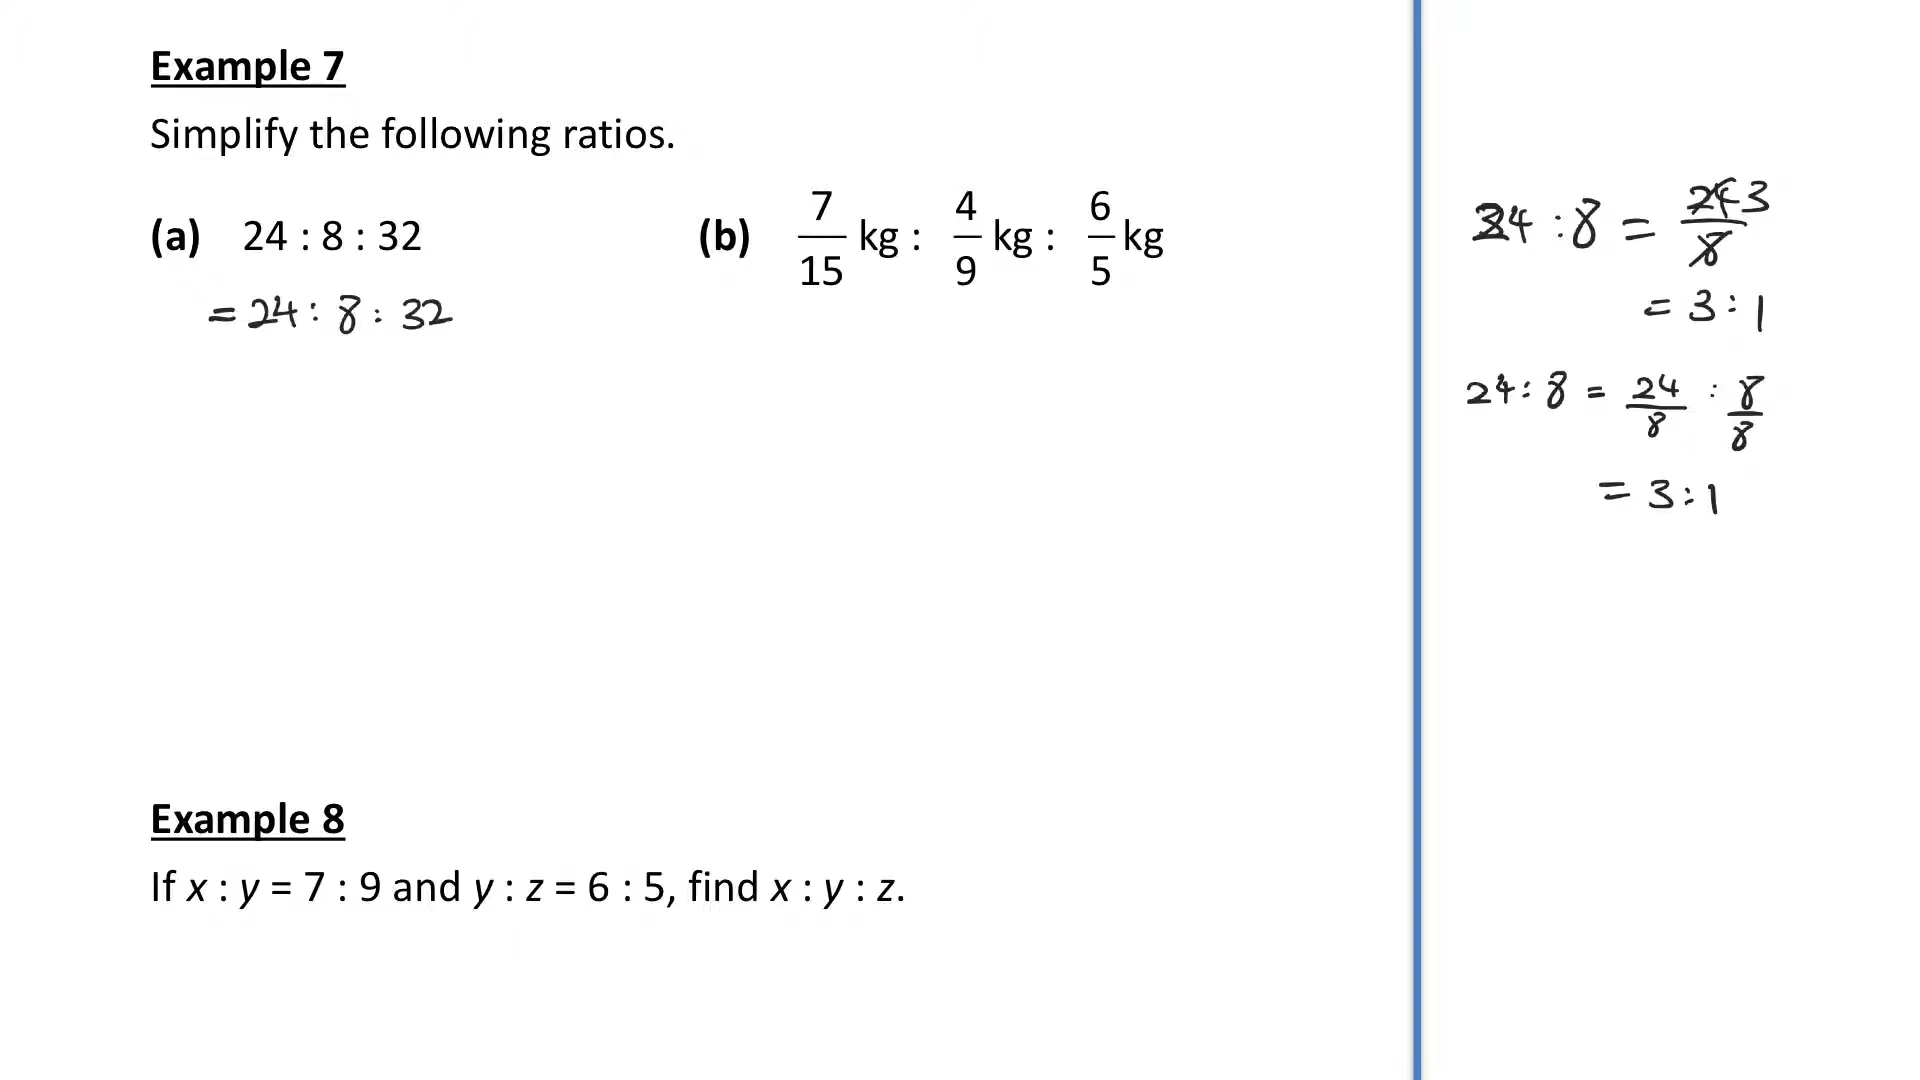 Example 7
Simplify the following ratios.
(a) 24 : 8 : 32
(b) 7/15 kg : 4/9 kg : 6/5 kg
= 24 : 8 : 32
Example 8
If x : y = 7 : 9 and y : z = 6 : 5, find x : y : z.
24 : 8 = 24 3 / 8
= 3 : 1
24 : 8 = 24/8 : 8/8
= 3 : 1